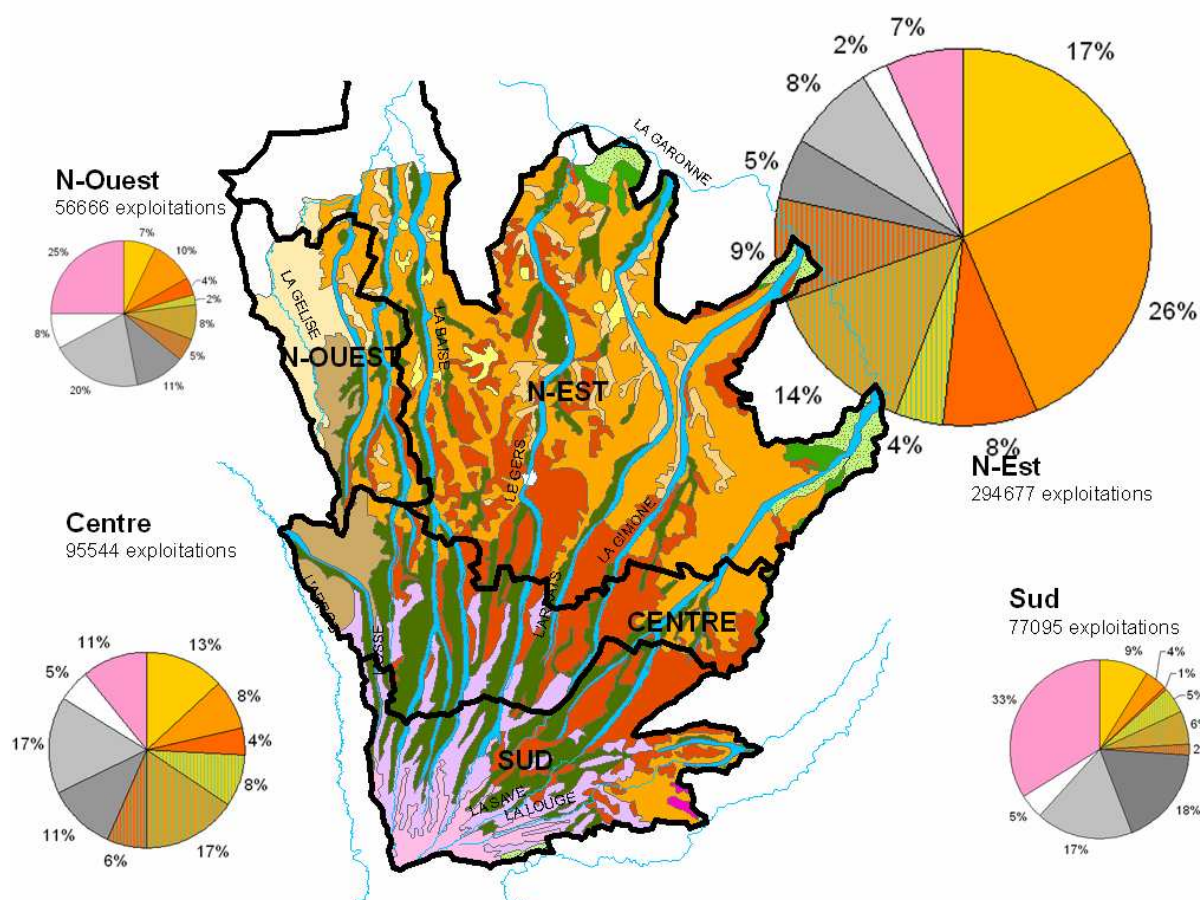 7%
2%
17%
8%
5%
9%
26%
14%
4%
8%
N-Est
294677 exploitations
N-Ouest
56666 exploitations
25%
7%
10%
4%
2%
8%
8%
5%
20%
11%
LA GARONNE
LA GELISE
LA BAISE
N-OUEST
N-EST
LE GERS
LA GIMONE
CENTRE
SUD
LA SAVE
LA LOUGE
Centre
95544 exploitations
11%
13%
5%
8%
17%
4%
8%
11%
6%
17%
Sud
77095 exploitations
9%
4%
1%
33%
5%
6%
2
18%
5%
17%